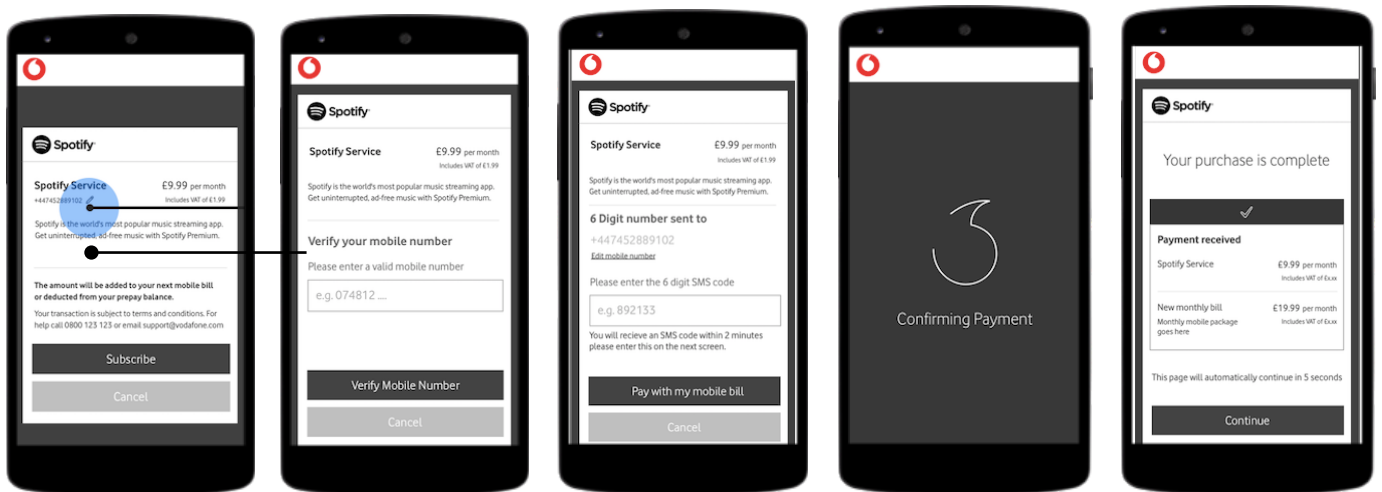 Spotify
Spotify Service £9.99 per month
+447452889102 Includes VAT of £1.99
Spotify is the world's most popular music streaming app.
Get uninterrupted, ad-free music with Spotify Premium.
The amount will be added to your next mobile bill
or deducted from your prepay balance.
Your transaction is subject to terms and conditions. For
help call 0800 123 123 or email support@vodafone.com
Subscribe
Cancel
Spotify
Spotify Service £9.99 per month
Includes VAT of £1.99
Spotify is the world's most popular music streaming app.
Get uninterrupted, ad-free music with Spotify Premium.
Verify your mobile number
Please enter a valid mobile number
e.g. 074812 ....
Verify Mobile Number
Cancel
Spotify
Spotify Service £9.99 per month
Includes VAT of £1.99
Spotify is the world's most popular music streaming app.
Get uninterrupted, ad-free music with Spotify Premium.
6 Digit number sent to
+447452889102
Edit mobile number
Please enter the 6 digit SMS code
e.g. 892133
You will recieve an SMS code within 2 minutes
please enter this on the next screen.
Pay with my mobile bill
Cancel
3
Confirming Payment
Spotify
Your purchase is complete
Payment received
Spotify Service £9.99 per month
Includes VAT of £x.xx
New monthly bill £19.99 per month
Monthly mobile package Includes VAT of £x.xx
goes here
This page will automatically continue in 5 seconds
Continue